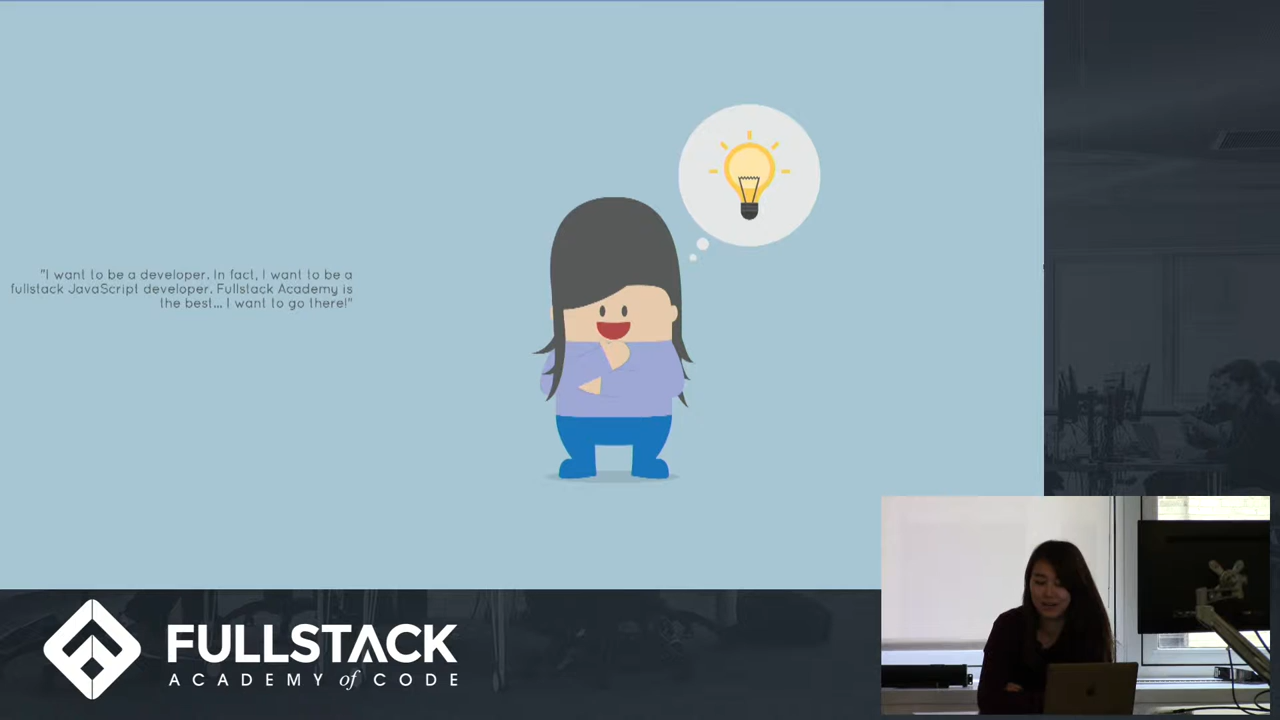 "I want to be a developer. In fact, I want to be a
fullstack JavaScript developer. Fullstack Academy is
the best... I want to go there!"
FULLSTACK
ACADEMY of CODE